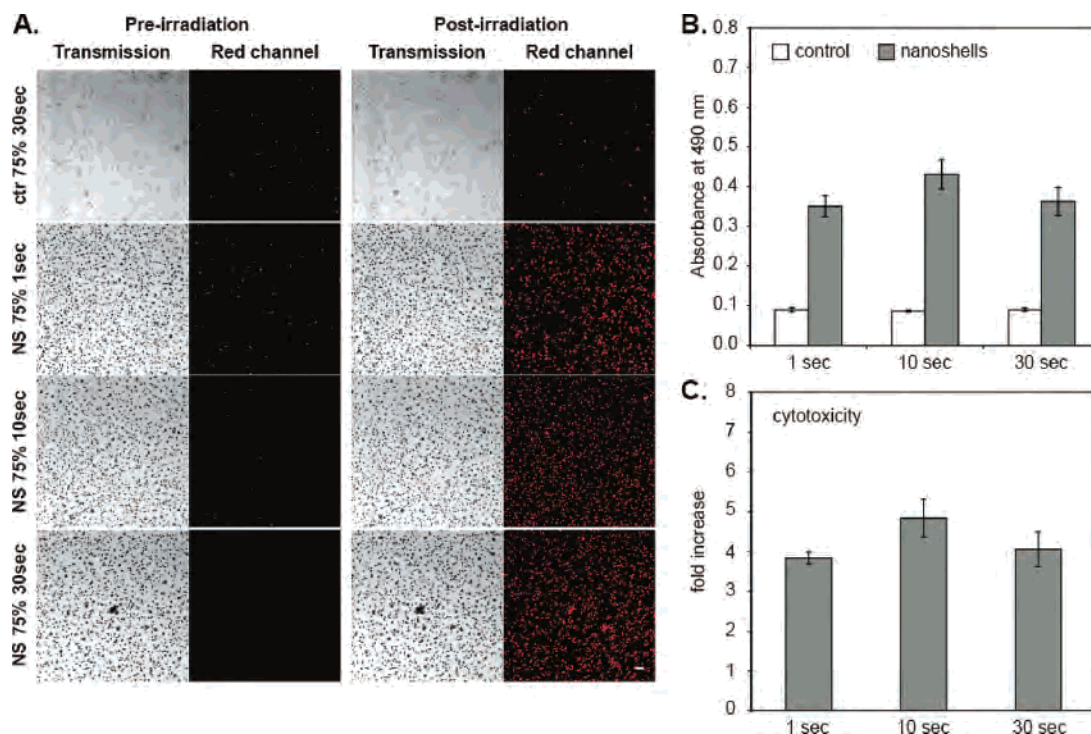 A.
Pre-irradiation Post-irradiation
Transmission Red channel Transmission Red channel
ctr 75% 30sec
NS 75% 1sec
NS 75% 10sec
NS 75% 30sec
B.
control nanoshells
Absorbance at 490 nm
0.8
0.7
0.6
0.5
0.4
0.3
0.2
0.1
0.0
1 sec 10 sec 30 sec
C.
cytotoxicity
fold increase
8
7
6
5
4
3
2
1
0
1 sec 10 sec 30 sec